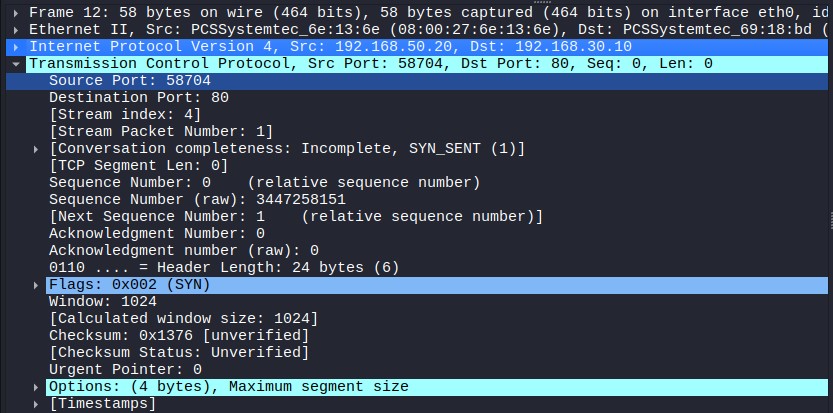 Frame 12: 58 bytes on wire (464 bits), 58 bytes captured (464 bits) on interface eth0, id
Ethernet II, Src: PCSSystemtec_6e:13:6e (08:00:27:6e:13:6e), Dst: PCSSystemtec_69:18:bd (
Internet Protocol Version 4, Src: 192.168.50.20, Dst: 192.168.30.10
Transmission Control Protocol, Src Port: 58704, Dst Port: 80, Seq: 0, Len: 0
Source Port: 58704
Destination Port: 80
[Stream index: 4]
[Stream Packet Number: 1]
[Conversation completeness: Incomplete, SYN_SENT (1)]
[TCP Segment Len: 0]
Sequence Number: 0    (relative sequence number)
Sequence Number (raw): 3447258151
[Next Sequence Number: 1    (relative sequence number)]
Acknowledgment Number: 0
Acknowledgment number (raw): 0
0110 .... = Header Length: 24 bytes (6)
Flags: 0x002 (SYN)
Window: 1024
[Calculated window size: 1024]
Checksum: 0x1376 [unverified]
[Checksum Status: Unverified]
Urgent Pointer: 0
Options: (4 bytes), Maximum segment size
[Timestamps]